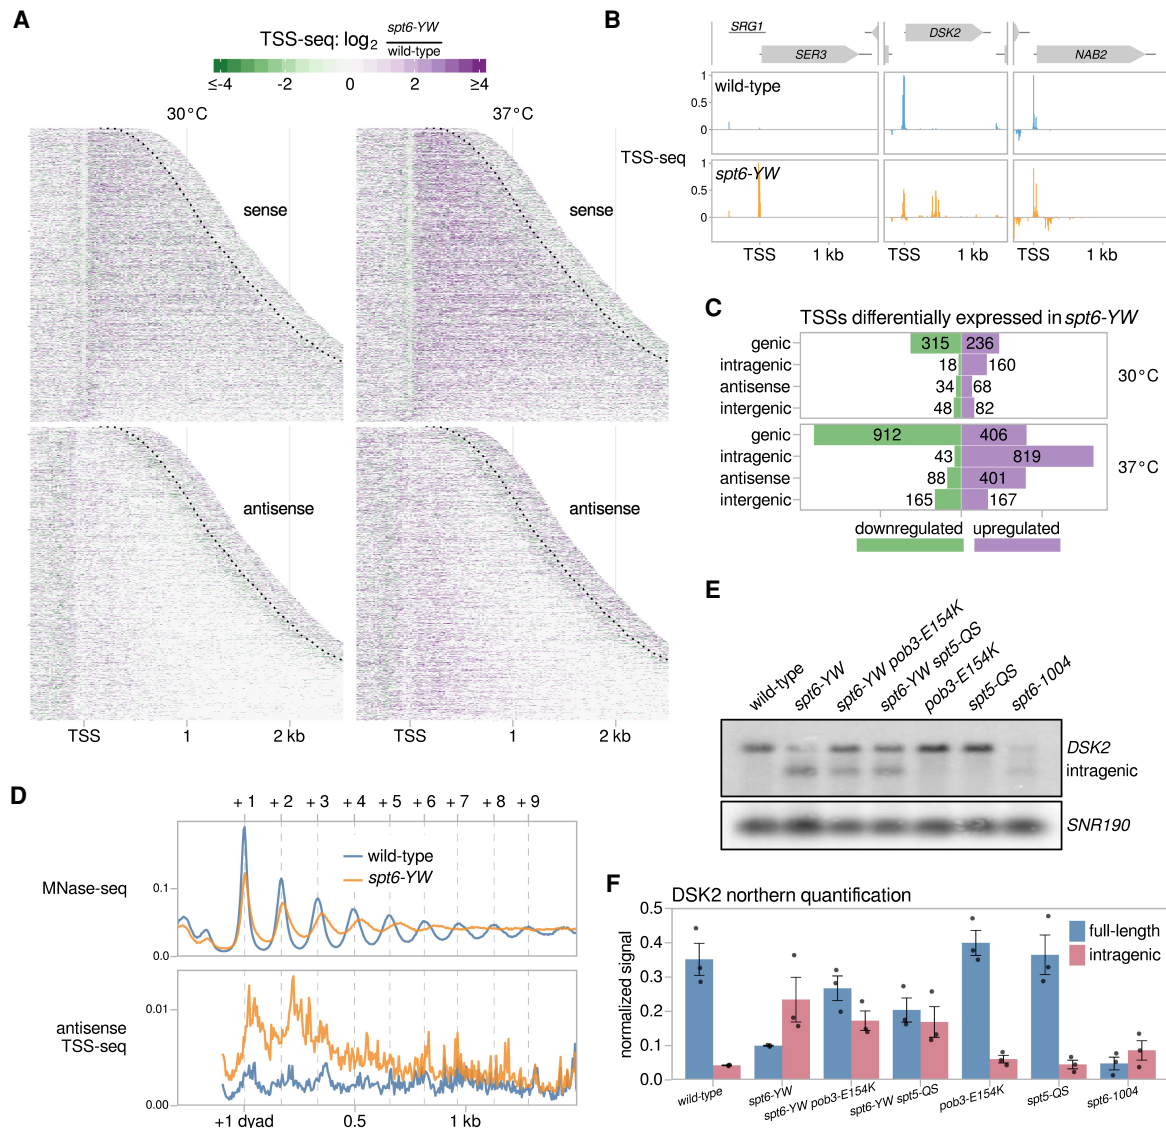 A
TSS-seq: log2 spt6-YW
wild-type
≤-4 -2 0 2 ≥4
30°C 37°C
sense sense
antisense antisense
TSS 1 2 kb TSS 1 2 kb
B
SRG1 DSK2
SER3 NAB2
1 wild-type
0.5
0
TSS-seq
1 spt6-YW
0.5
0
TSS 1 kb TSS 1 kb TSS 1 kb
C
TSSs differentially expressed in spt6-YW
genic 315 236
intragenic 18 160
antisense 34 68
intergenic 48 82
30°C
genic 912 406
intragenic 43 819
antisense 88 401
intergenic 165 167
37°C
downregulated upregulated
D
+1 +2 +3 +4 +5 +6 +7 +8 +9
MNase-seq
0.1
0.0
wild-type
spt6-YW
antisense
TSS-seq
0.01
0.00
+1 dyad 0.5 1 kb
E
wild-type spt6-YW spt6-YW pob3-E154K spt6-YW spt5-QS pob3-E154K spt5-QS spt6-1004
DSK2
intragenic
SNR190
F
DSK2 northern quantification
normalized signal
0.5
0.4
0.3
0.2
0.1
0.0
full-length
intragenic
wild-type spt6-YW spt6-YW pob3-E154K spt6-YW spt5-QS pob3-E154K spt5-QS spt6-1004